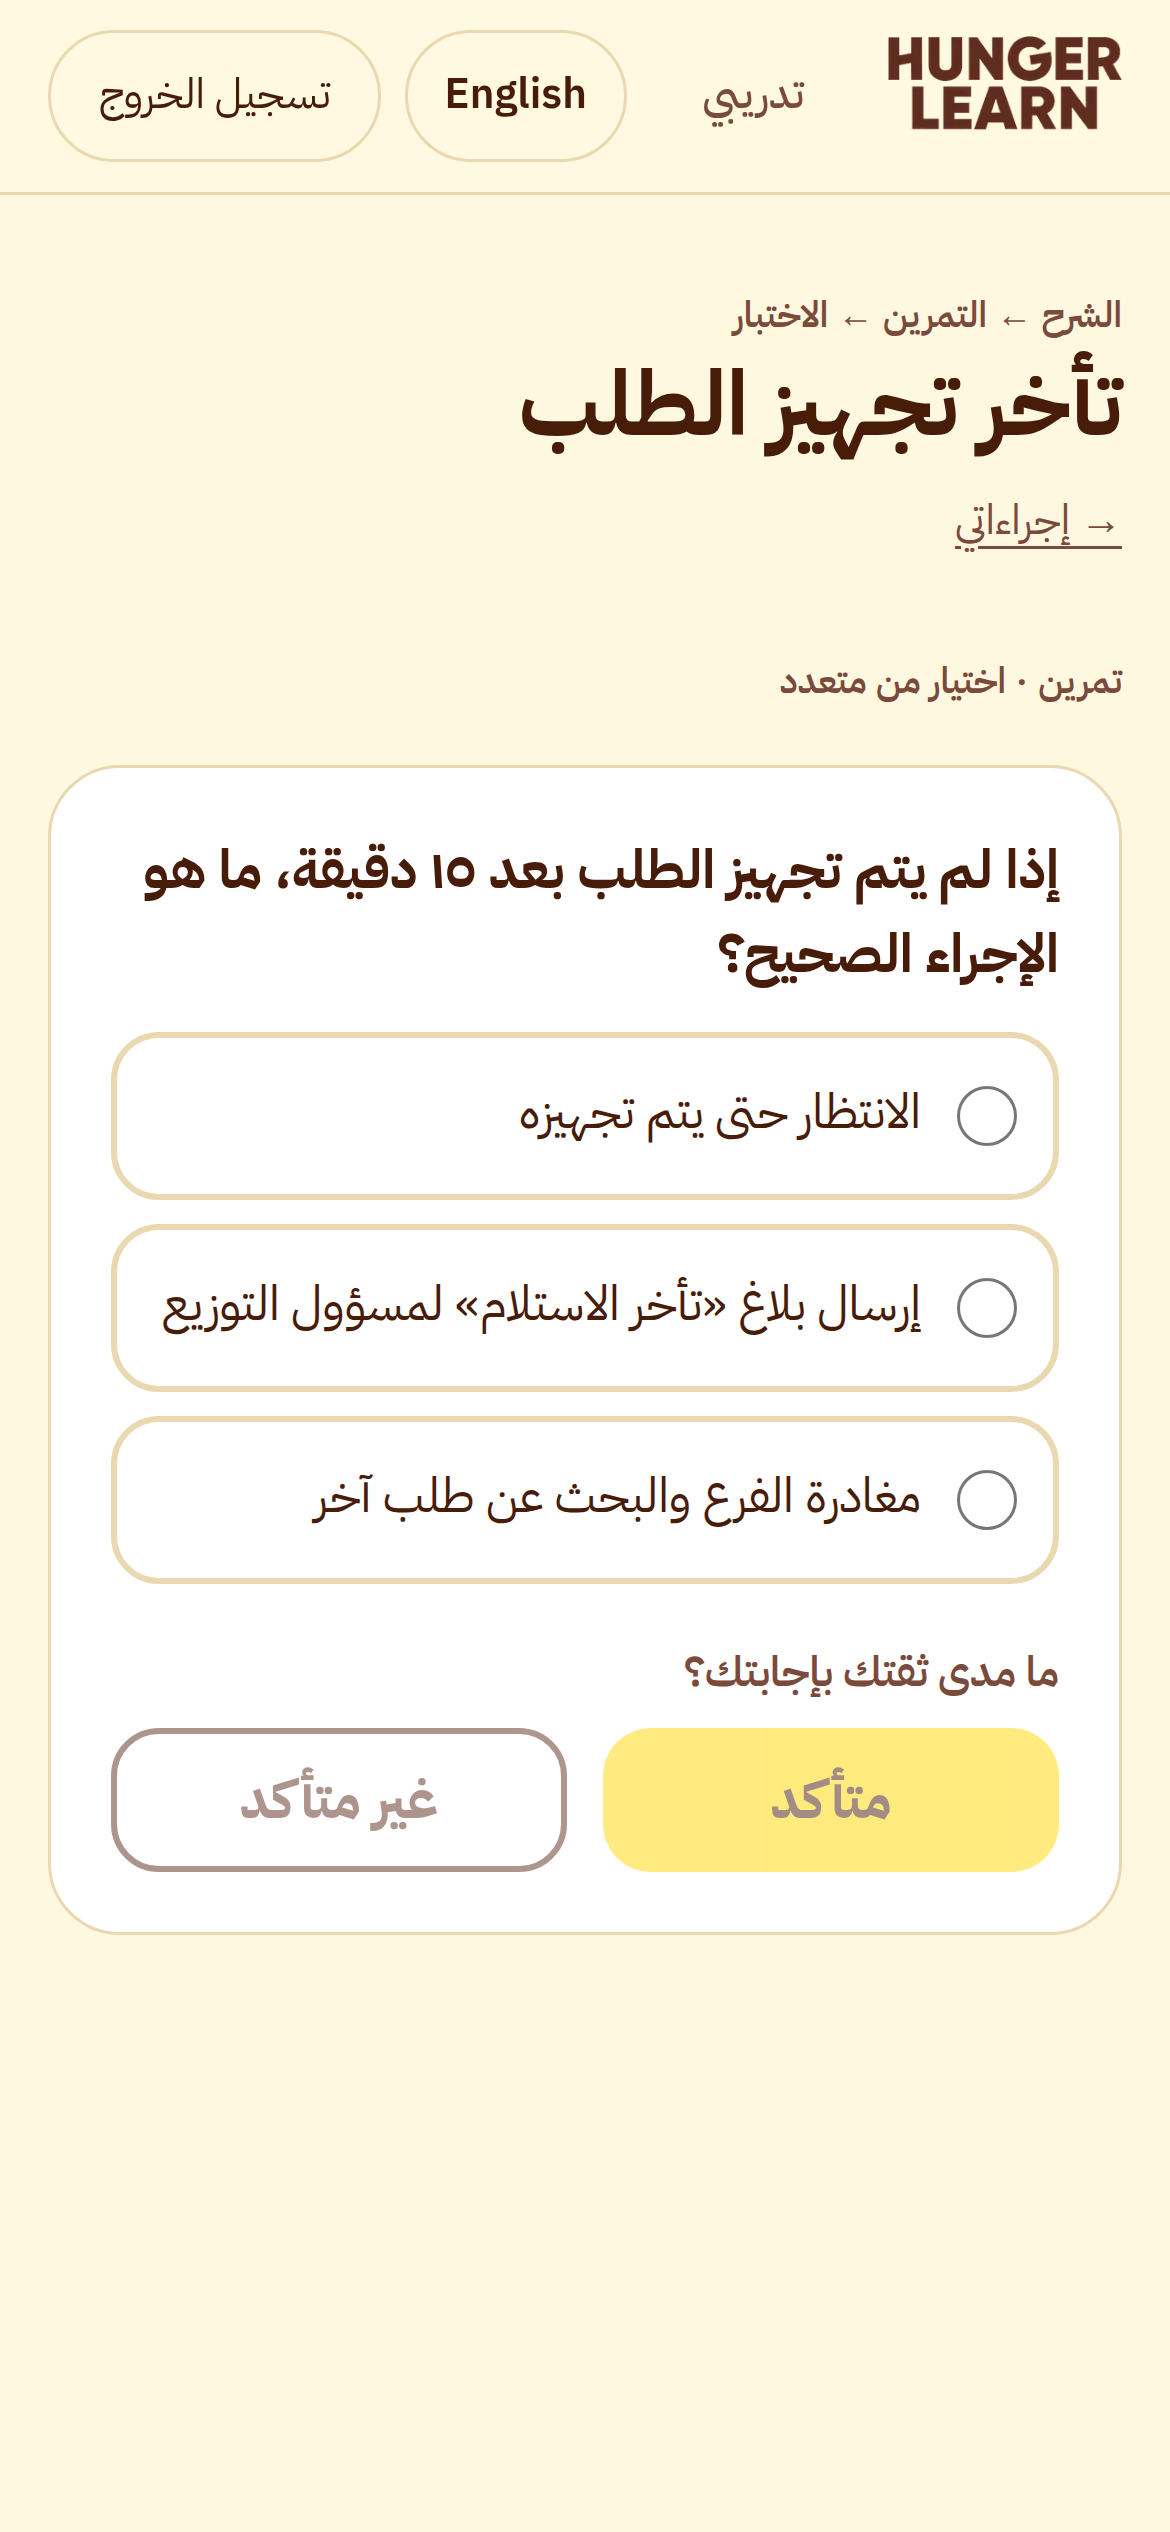 HUNGER
LEARN
تدريبي
English
تسجيل الخروج
الشرح ← التمرين ← الاختبار
تأخر تجهيز الطلب
→ إجراءاتي
تمرين · اختيار من متعدد
إذا لم يتم تجهيز الطلب بعد ١٥ دقيقة، ما هو
الإجراء الصحيح؟
الانتظار حتى يتم تجهيزه
إرسال بلاغ «تأخر الاستلام» لمسؤول التوزيع
مغادرة الفرع والبحث عن طلب آخر
ما مدى ثقتك بإجابتك؟
متأكد
غير متأكد